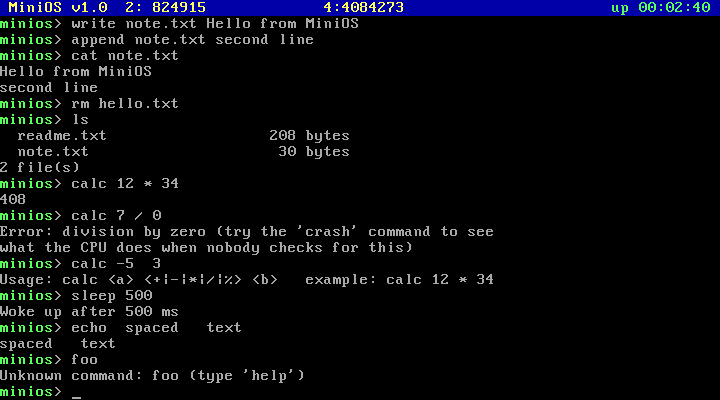 MiniOS v1.0  2: 824915             4:4084273                       up 00:02:40
minios> write note.txt Hello from MiniOS
minios> append note.txt second line
minios> cat note.txt
Hello from MiniOS
second line
minios> rm hello.txt
minios> ls
  readme.txt                  208 bytes
  note.txt                     30 bytes
2 file(s)
minios> calc 12 * 34
408
minios> calc 7 / 0
Error: division by zero (try the 'crash' command to see
what the CPU does when nobody checks for this)
minios> calc -5  3
Usage: calc <a> <+|-|*|/|%> <b>   example: calc 12 * 34
minios> sleep 500
Woke up after 500 ms
minios> echo  spaced   text
spaced   text
minios> foo
Unknown command: foo (type 'help')
minios> _